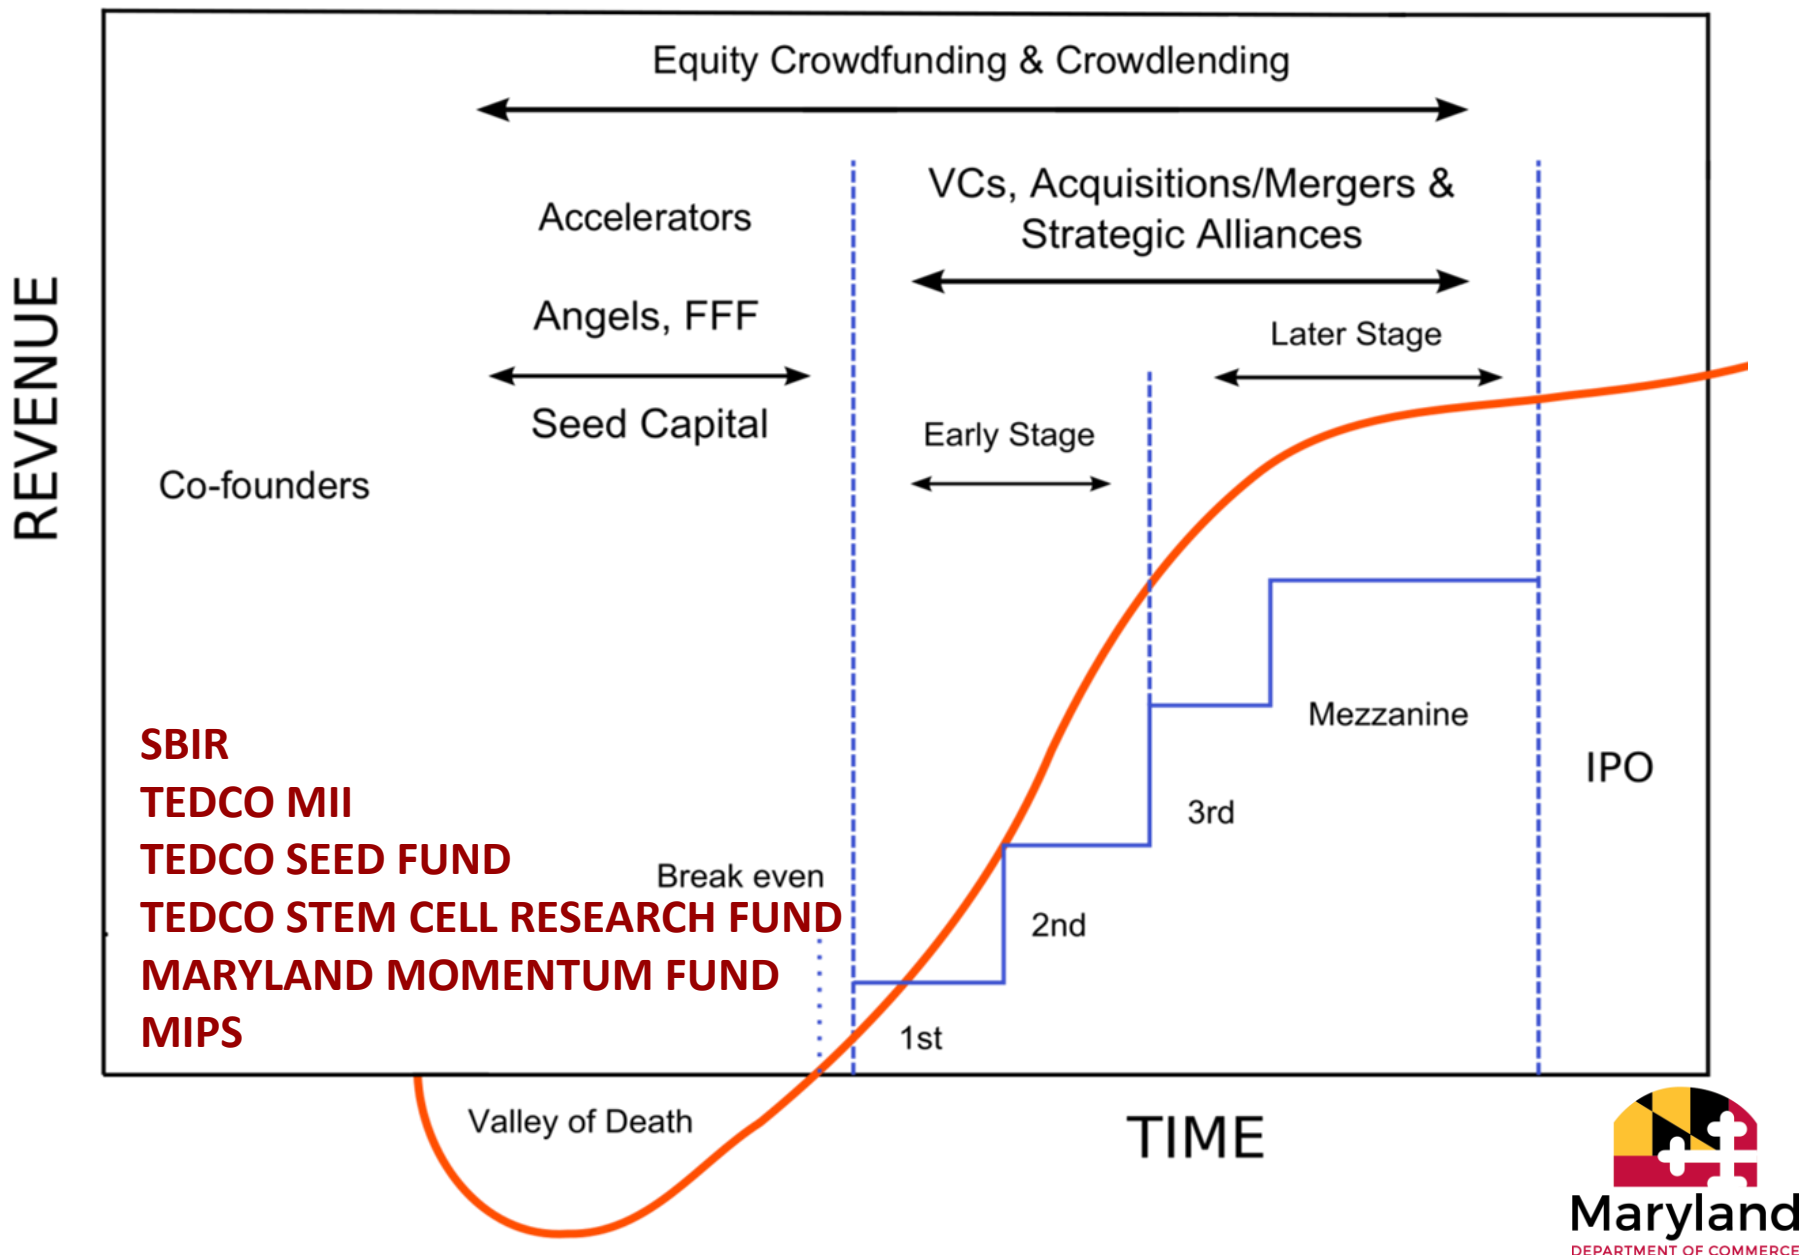 Equity Crowdfunding & Crowdlending
VCs, Acquisitions/Mergers &
Strategic Alliances
Accelerators
Angels, FFF
Seed Capital
Later Stage
Early Stage
Co-founders
REVENUE
SBIR
TEDCO MII
TEDCO SEED FUND
TEDCO STEM CELL RESEARCH FUND
MARYLAND MOMENTUM FUND
MIPS
Break even
1st
2nd
3rd
Mezzanine
IPO
Valley of Death
TIME
Maryland
DEPARTMENT OF COMMERCE